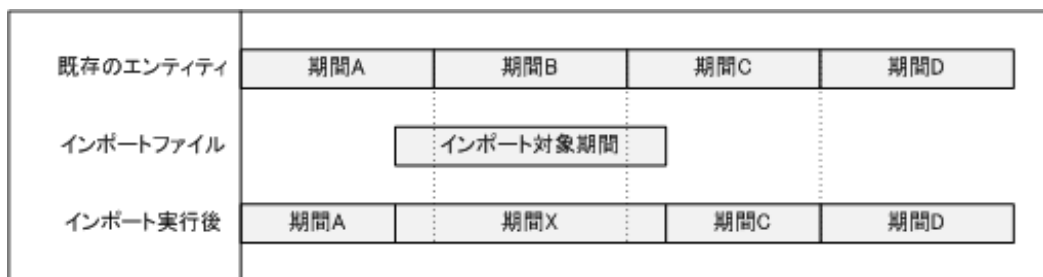 既存のエンティティ 期間A 期間B 期間C 期間D
インポートファイル インポート対象期間
インポート実行後 期間A 期間X 期間C 期間D